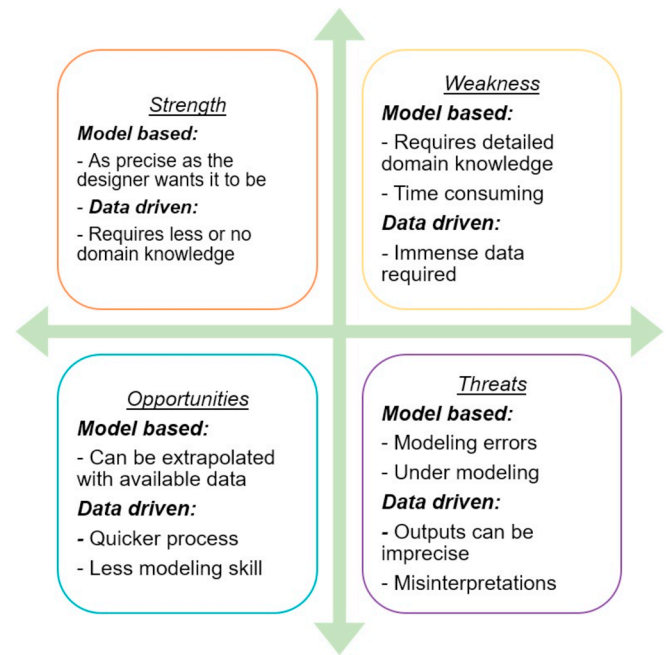 Strength
Model based:
- As precise as the
designer wants it to be
- Data driven:
- Requires less or no
domain knowledge
Weakness
Model based:
- Requires detailed
domain knowledge
- Time consuming
Data driven:
- Immense data
required
Opportunities
Model based:
- Can be extrapolated
with available data
Data driven:
- Quicker process
- Less modeling skill
Threats
Model based:
- Modeling errors
- Under modeling
Data driven:
- Outputs can be
imprecise
- Misinterpretations